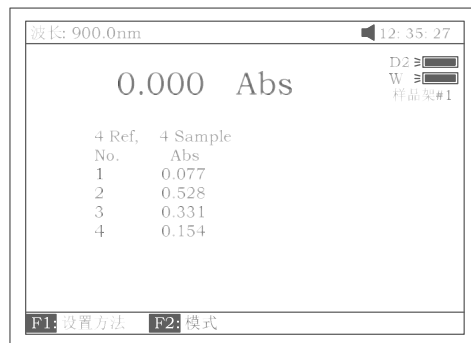 波长: 900.0nm 12: 35: 27
0.000 Abs
D2
W
样品架#1
4 Ref, 4 Sample
No. Abs
1 0.077
2 0.528
3 0.331
4 0.154
F1: 设置方法 F2: 模式